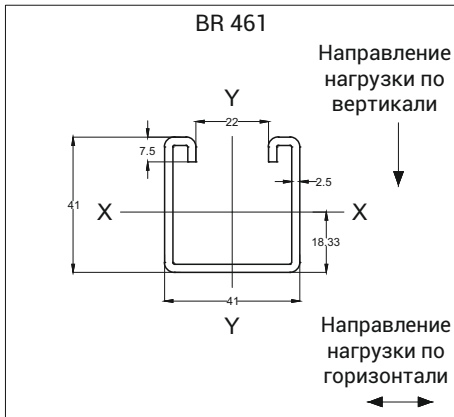 BR 461
Направление
нагрузки по
вертикали
Y
22
7.5
2.5
41
X
X
18.33
41
Y
Направление
нагрузки по
горизонтали